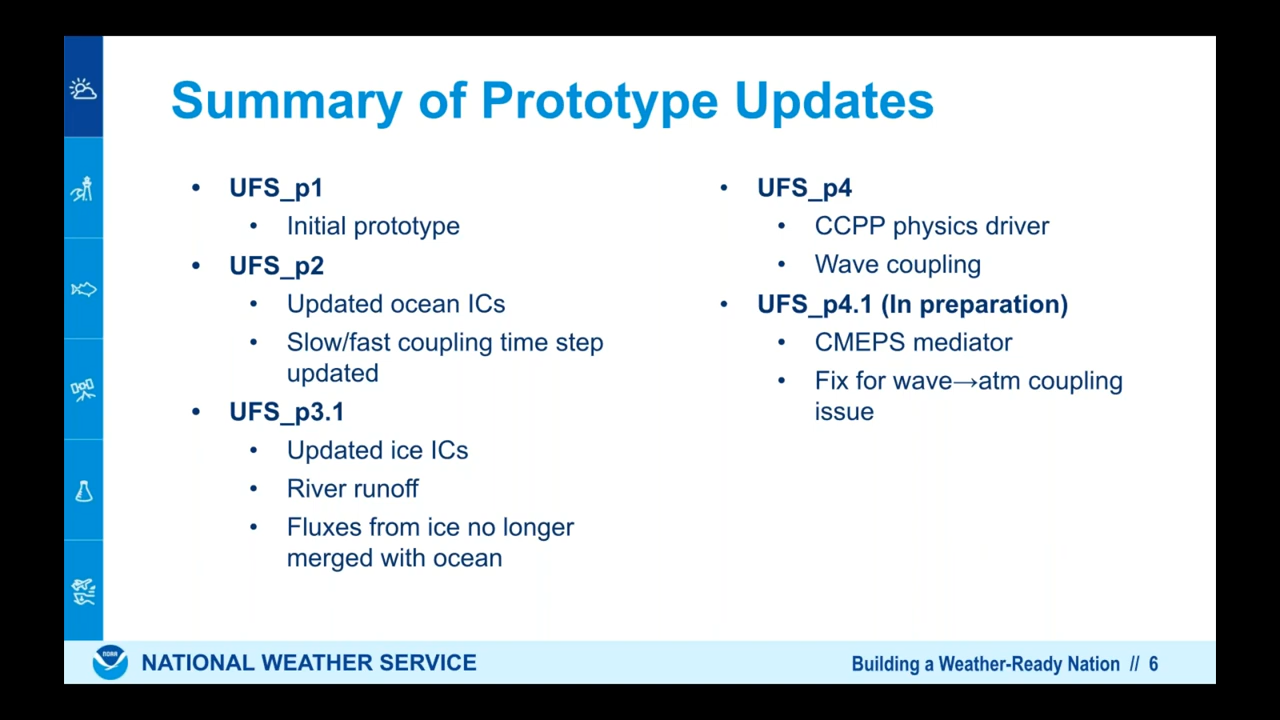 Summary of Prototype Updates
• UFS_p1
• Initial prototype
• UFS_p2
• Updated ocean ICs
• Slow/fast coupling time step
updated
• UFS_p3.1
• Updated ice ICs
• River runoff
• Fluxes from ice no longer
merged with ocean
• UFS_p4
• CCPP physics driver
• Wave coupling
• UFS_p4.1 (In preparation)
• CMEPS mediator
• Fix for wave→atm coupling
issue
NOAA
NATIONAL WEATHER SERVICE
Building a Weather-Ready Nation // 6